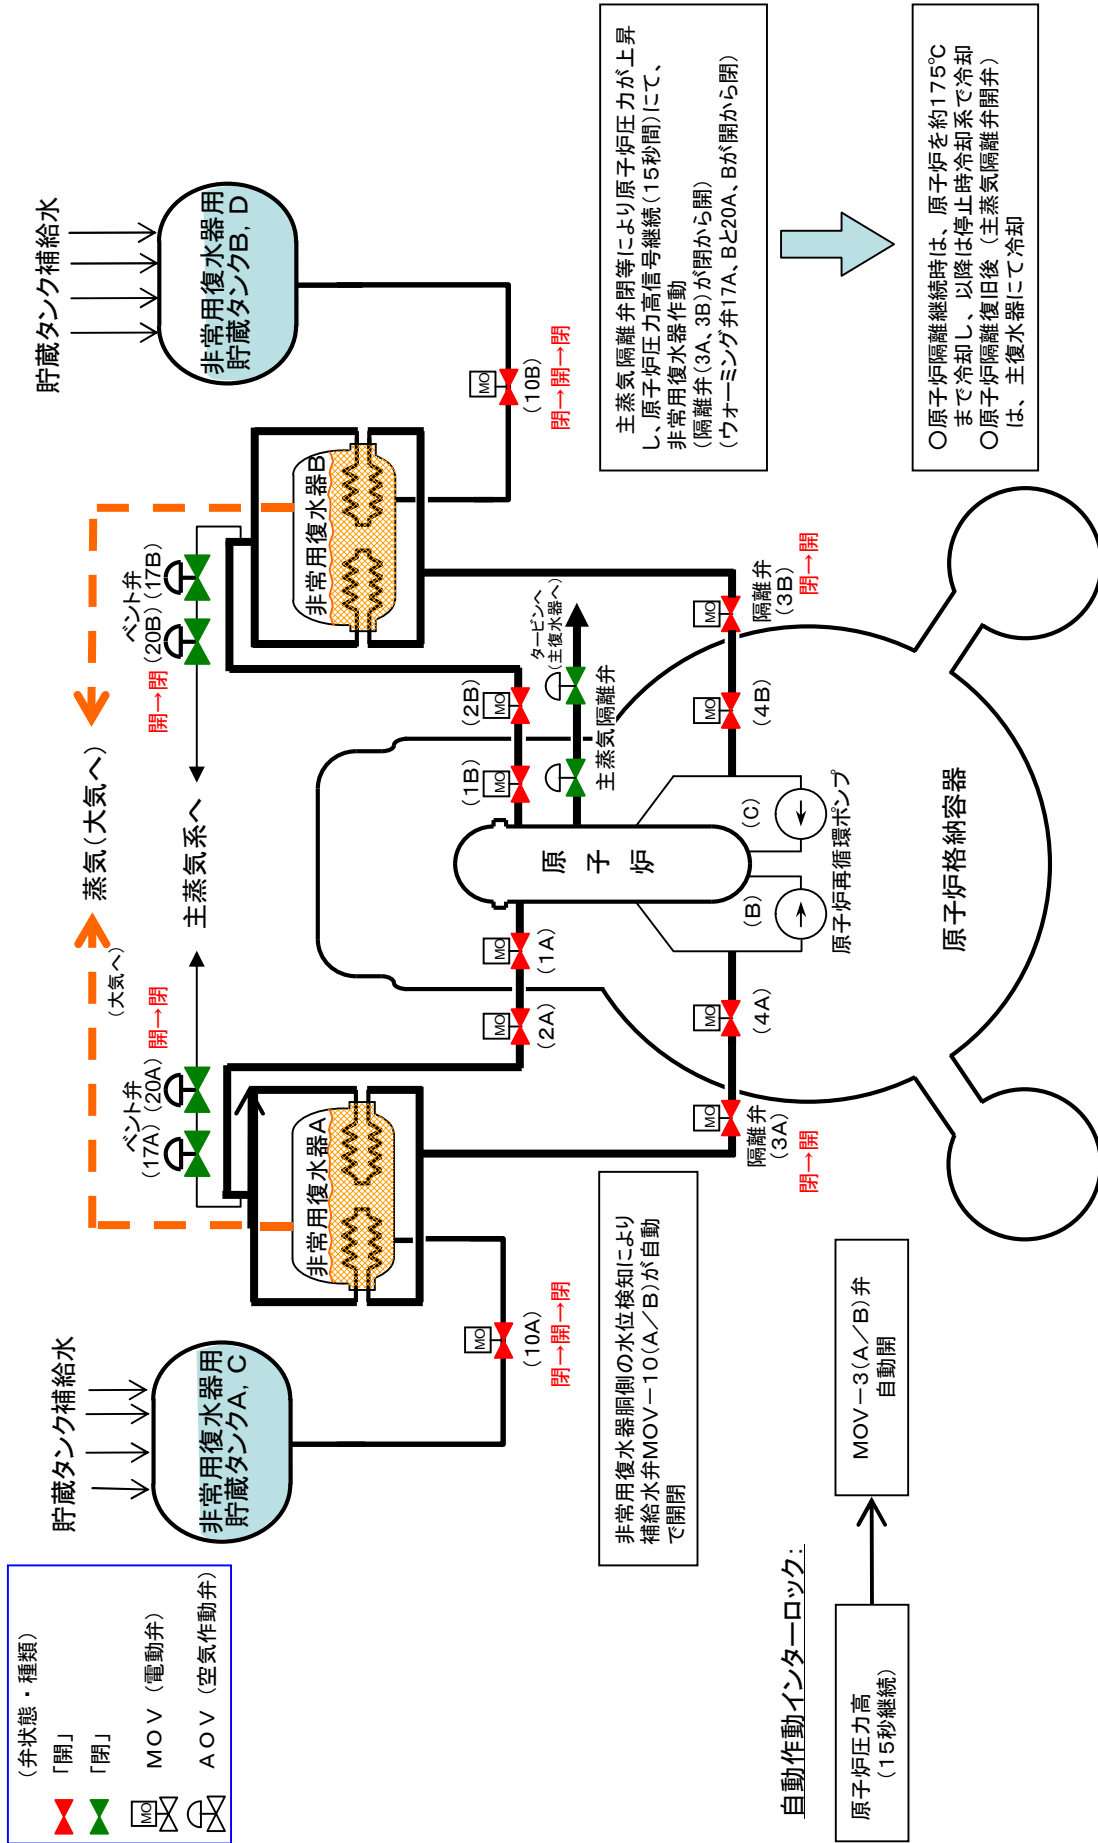 (弁状態・種類)
「開」
「閉」
MO
MOV (電動弁)
AOV (空気作動弁)
貯蔵タンク補給水
非常用復水器用
貯蔵タンクA, C
MO
(10A)
閉→開→閉
ベント弁
(17A) (20A)
開→閉
(大気へ)
蒸気(大気へ)
主蒸気系へ
非常用復水器A
MO
(2A)
MO
(1A)
原子炉
MO
(1B)
MO
(2B)
主蒸気隔離弁
タービンへ
(主復水器へ)
ベント弁
(20B) (17B)
開→閉
非常用復水器B
貯蔵タンク補給水
非常用復水器用
貯蔵タンクB, D
MO
(10B)
閉→開→閉
MO
隔離弁
(3A)
閉→開
MO
(4A)
(B)
(C)
原子炉再循環ポンプ
MO
(4B)
MO
隔離弁
(3B)
閉→開
原子炉格納容器
非常用復水器胴側の水位検知により
補給水弁MOV-10(A/B)が自動
で開閉
主蒸気隔離弁閉等により原子炉圧力が上昇
し、原子炉圧力高信号継続(15秒間)にて、
非常用復水器作動
(隔離弁(3A、3B)が閉から開)
(ウォーミング弁17A、Bと20A、Bが開から閉)
○原子炉隔離継続時は、原子炉を約175℃
まで冷却し、以降は停止時冷却系で冷却
○原子炉隔離復旧後(主蒸気隔離弁開弁)
は、主復水器にて冷却
自動作動インターロック:
原子炉圧力高
(15秒継続)
MOV-3(A/B)弁
自動開